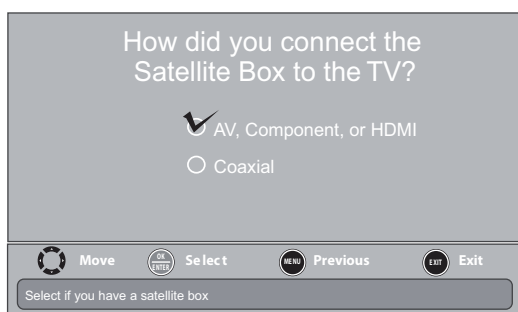 How did you connect the
Satellite Box to the TV?
AV, Component, or HDMI
Coaxial
Move OK ENTER Select MENU Previous EXIT Exit
Select if you have a satellite box